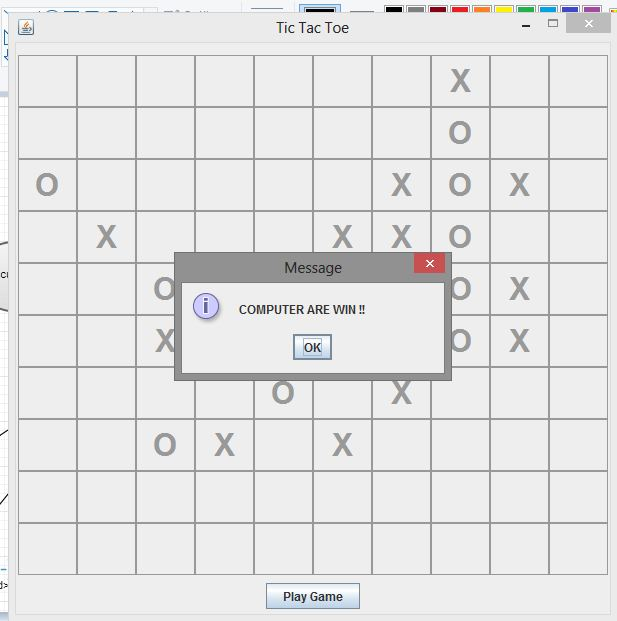 Tic Tac Toe
X
O
O X O X
X X X O
Message
O O X
COMPUTER ARE WIN !!
X O X
OK
O X
O X X
Play Game